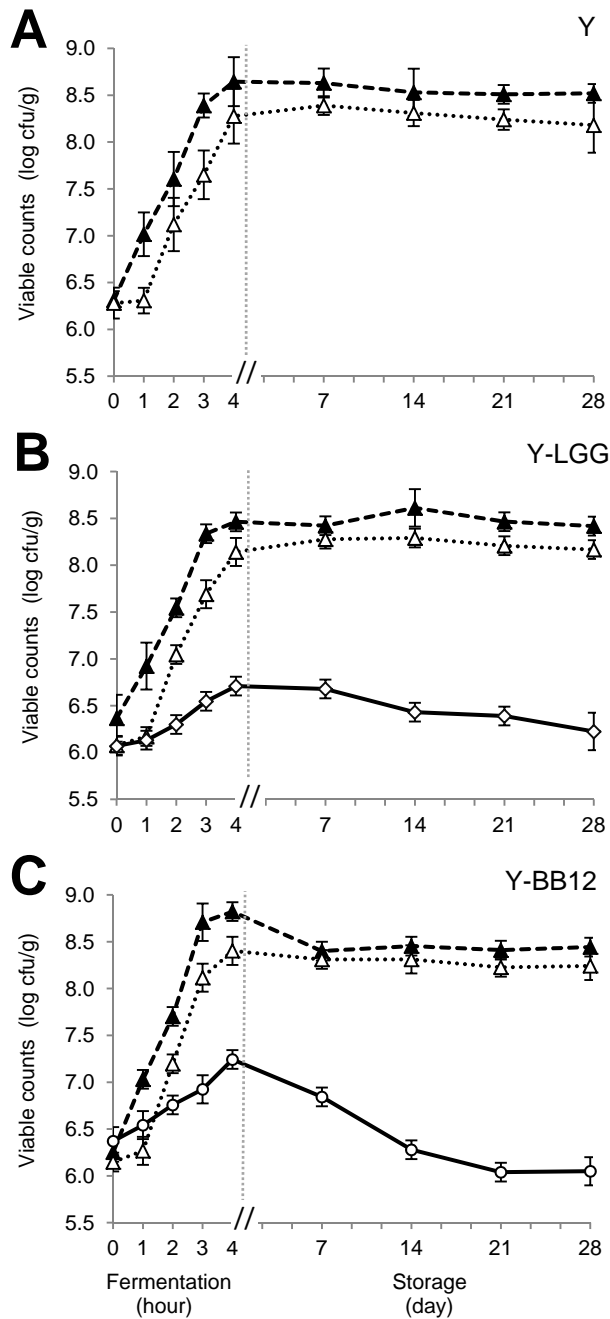 A
Y
Viable counts (log cfu/g)
9.0
8.5
8.0
7.0
6.5
6.0
5.5
0 1 2 3 4 // 7 14 21 28
B
Y-LGG
Viable counts (log cfu/g)
9.0
8.5
8.0
7.5
7.0
6.5
6.0
5.5
0 1 2 3 4 // 7 14 21 28
C
Y-BB12
Viable counts (log cfu/g)
9.0
8.5
8.0
7.5
7.0
6.5
6.0
5.5
0 1 2 3 4 // 7 14 21 28
Fermentation
(hour)
Storage
(day)